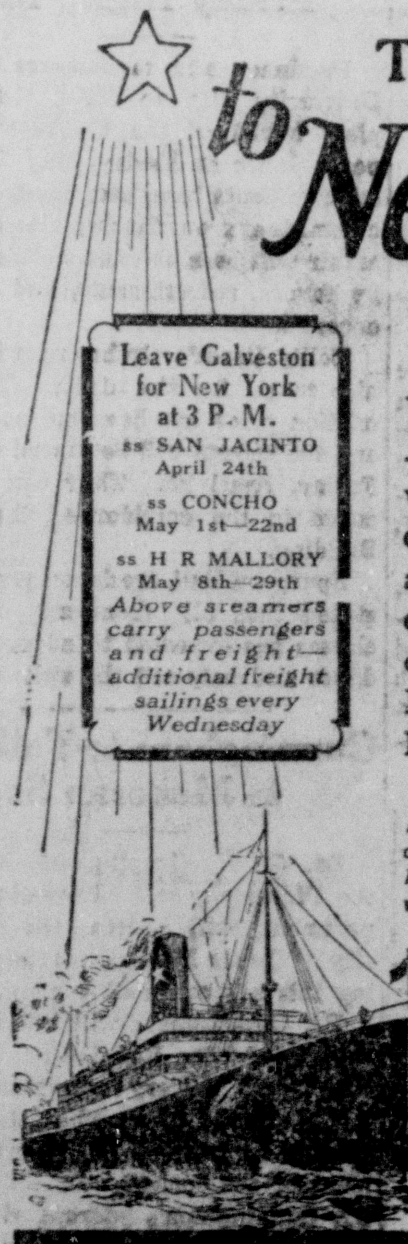 T
to
Ne
Leave Galveston
for New York
at 3 P.M.
ss SAN JACINTO
April 24th
ss CONCHO
May 1st—22nd
ss H R MALLORY
May 8th—29th
Above steamers
carry passengers
and freight—
additional freight
sailings every
Wednesday